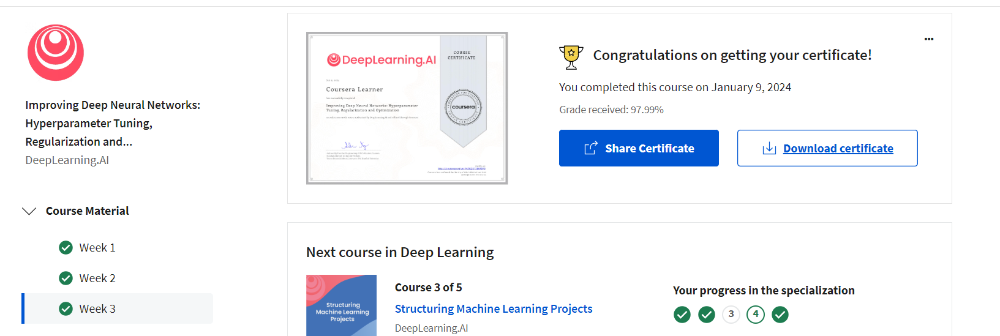 Improving Deep Neural Networks:
Hyperparameter Tuning,
Regularization and...
DeepLearning.AI
Course Material
Week 1
Week 2
Week 3
DeepLearning.AI
COURSE
CERTIFICATE
Coursera Learner
has successfully completed
Improving Deep Neural Networks: Hyperparameter
Tuning, Regularization and Optimization
coursera
...
Congratulations on getting your certificate!
You completed this course on January 9, 2024
Grade received: 97.99%
Share Certificate
Download certificate
Next course in Deep Learning
Structuring
Machine Learning
Projects
Course 3 of 5
Structuring Machine Learning Projects
DeepLearning.AI
Your progress in the specialization
3
4